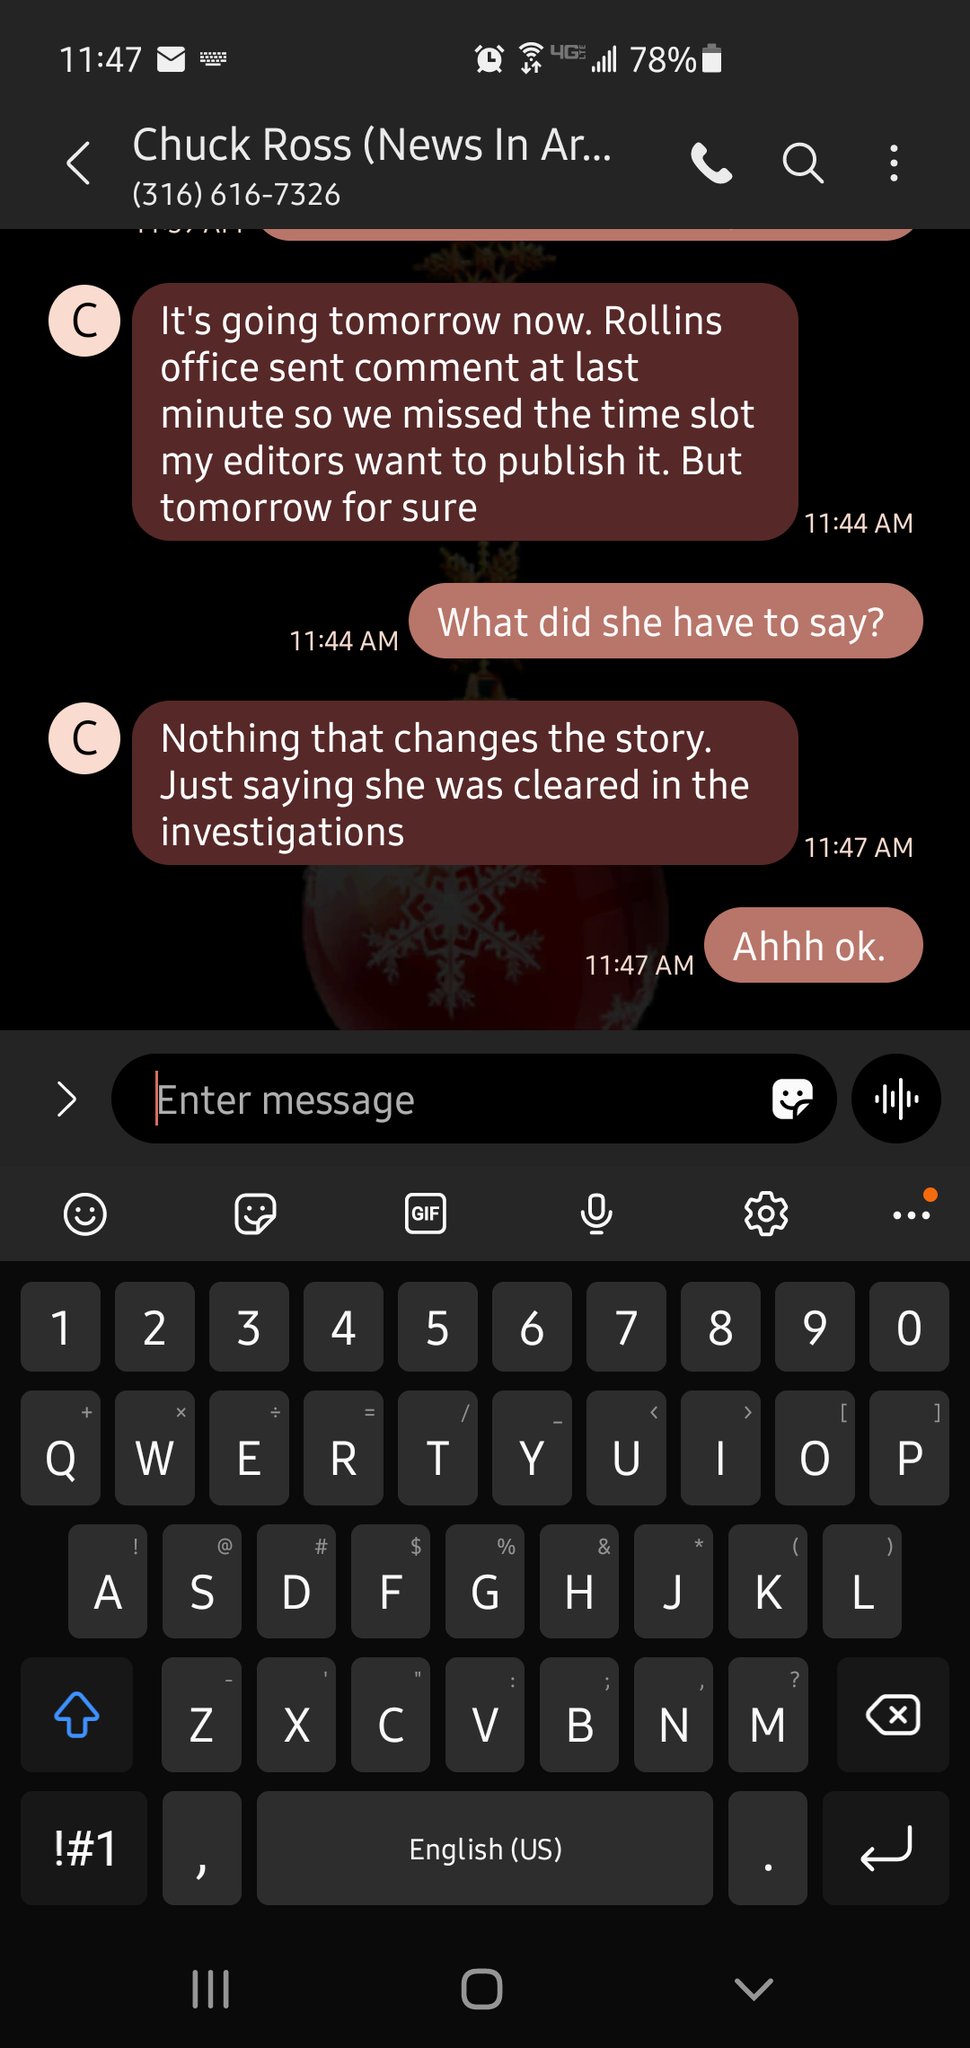 11:47 4G LTE 78%
Chuck Ross (News In Ar...
(316) 616-7326
C
It's going tomorrow now. Rollins
office sent comment at last
minute so we missed the time slot
my editors want to publish it. But
tomorrow for sure
11:44 AM
11:44 AM What did she have to say?
C
Nothing that changes the story.
Just saying she was cleared in the
investigations
11:47 AM
11:47 AM Ahhh ok.
Enter message
GIF
1 2 3 4 5 6 7 8 9 0
+ × ÷ = / _ < > [ ]
Q W E R T Y U I O P
! @ # $ % & * ( )
A S D F G H J K L
- ' " : ; , ?
Z X C V B N M
!#1 , English (US) .